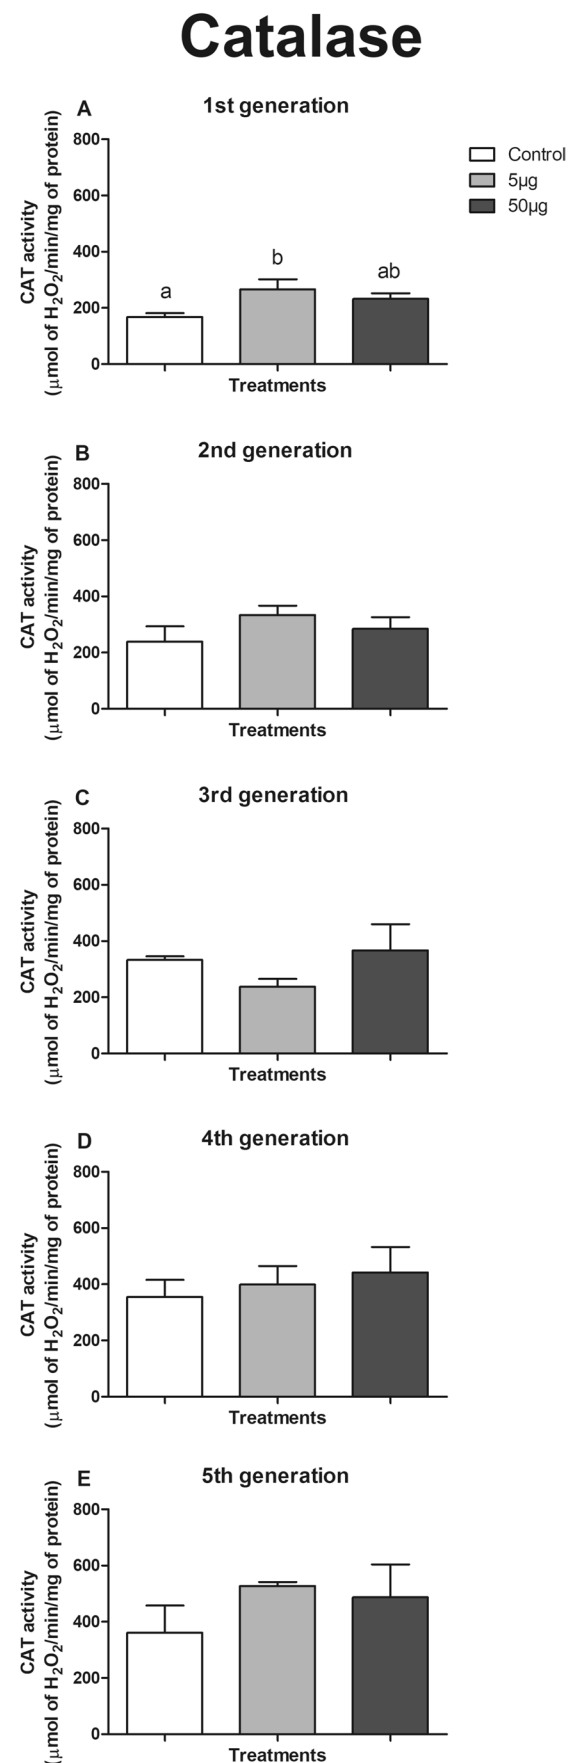 Catalase
A
1st generation
CAT activity
(μmol of H₂O₂/min/mg of protein)
800
600
400
200
0
a
b
ab
Treatments
Control
5μg
50μg
B
2nd generation
CAT activity
(μmol of H₂O₂/min/mg of protein)
800
600
400
200
0
Treatments
C
3rd generation
CAT activity
(μmol of H₂O₂/min/mg of protein)
800
600
400
200
0
Treatments
D
4th generation
CAT activity
(μmol of H₂O₂/min/mg of protein)
800
600
400
200
0
Treatments
E
5th generation
CAT activity
(μmol of H₂O₂/min/mg of protein)
800
600
400
200
0
Treatments